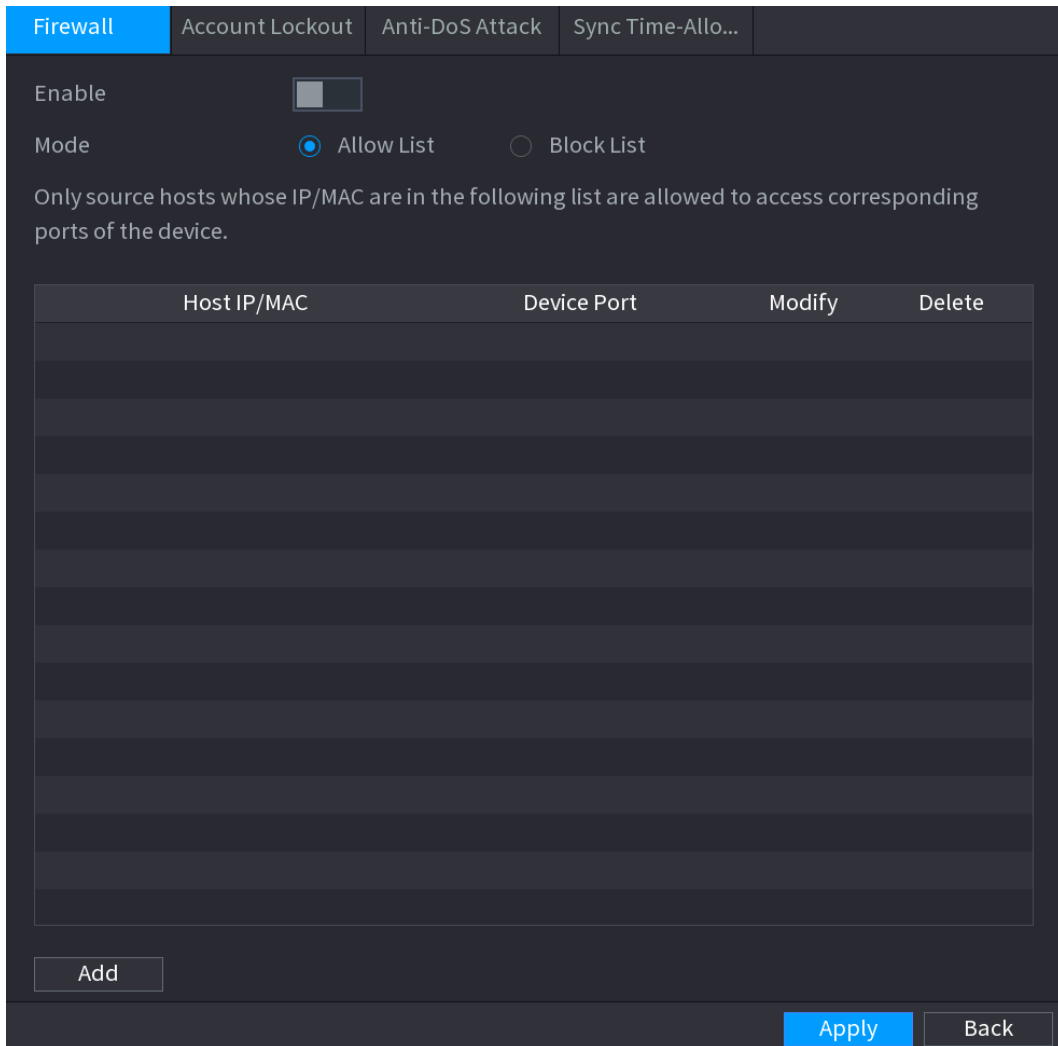 Firewall Account Lockout Anti-DoS Attack Sync Time-Allo...
Enable
Mode Allow List Block List
Only source hosts whose IP/MAC are in the following list are allowed to access corresponding
ports of the device.
Host IP/MAC Device Port Modify Delete
Add
Apply Back